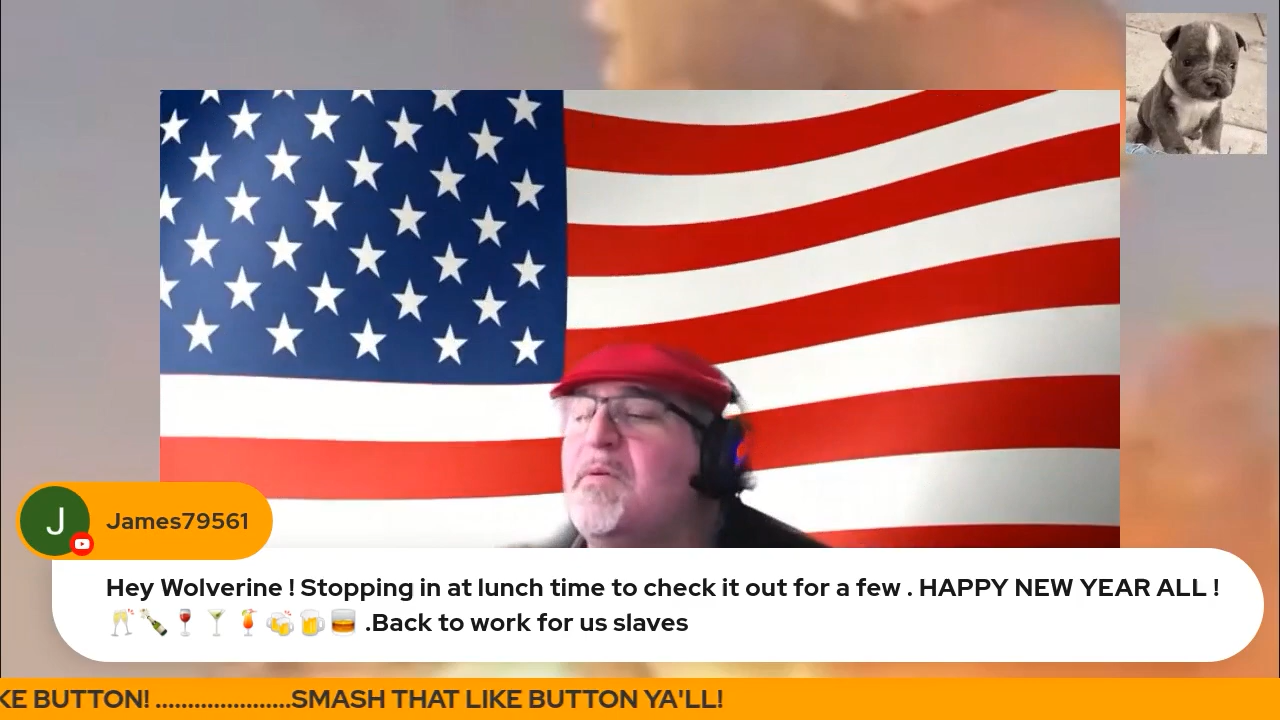 J
James79561
Hey Wolverine ! Stopping in at lunch time to check it out for a few . HAPPY NEW YEAR ALL !
🥂🍾🍷🍸🍹🍻🍺🥃 .Back to work for us slaves
KE BUTTON! .....................SMASH THAT LIKE BUTTON YA'LL!